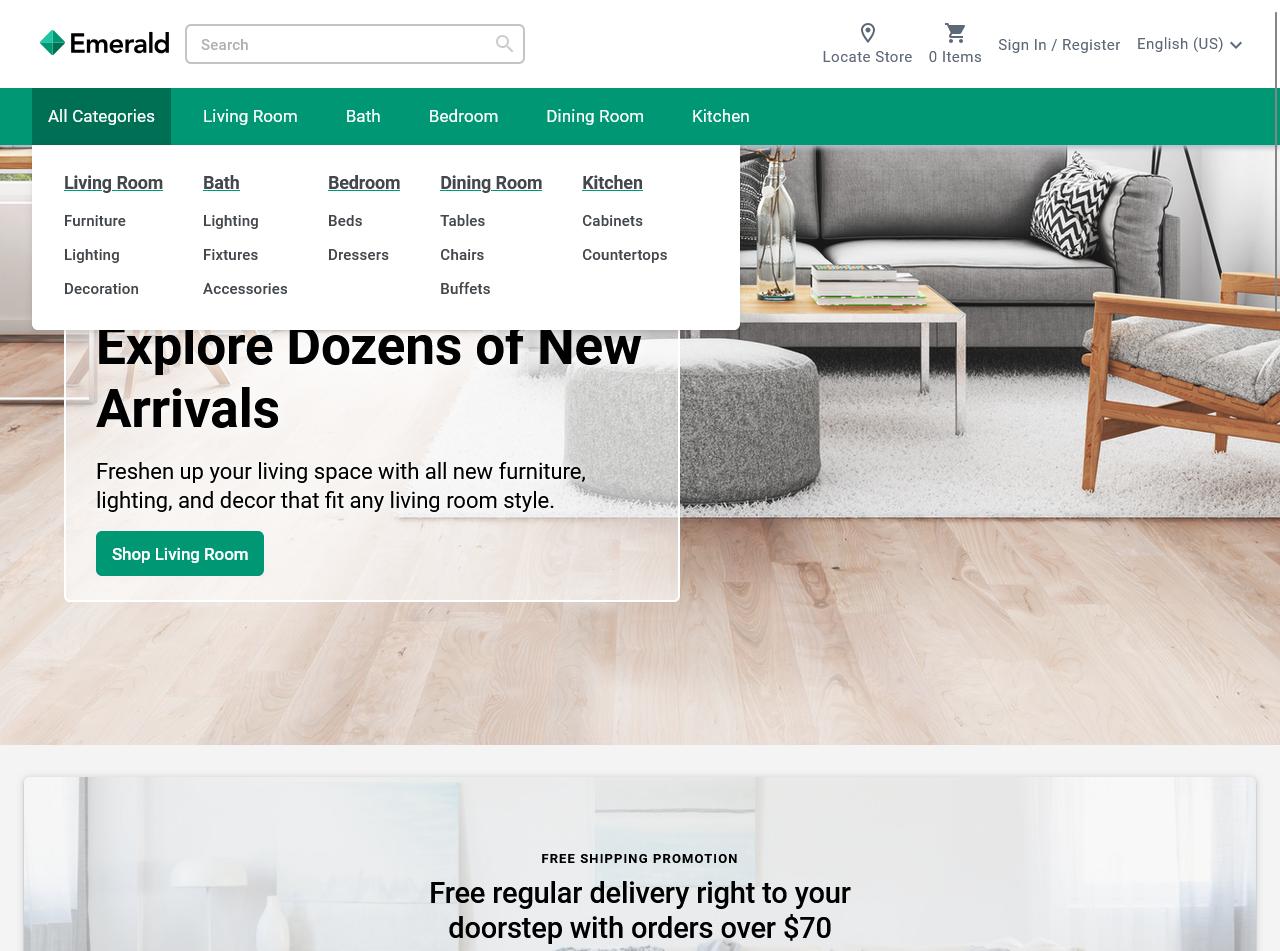 Emerald
Search
Locate Store
0 Items
Sign In / Register
English (US)
All Categories
Living Room
Bath
Bedroom
Dining Room
Kitchen
Living Room
Furniture
Lighting
Decoration
Bath
Lighting
Fixtures
Accessories
Bedroom
Beds
Dressers
Dining Room
Tables
Chairs
Buffets
Kitchen
Cabinets
Countertops
Explore Dozens of New
Arrivals
Freshen up your living space with all new furniture,
lighting, and decor that fit any living room style.
Shop Living Room
FREE SHIPPING PROMOTION
Free regular delivery right to your
doorstep with orders over $70